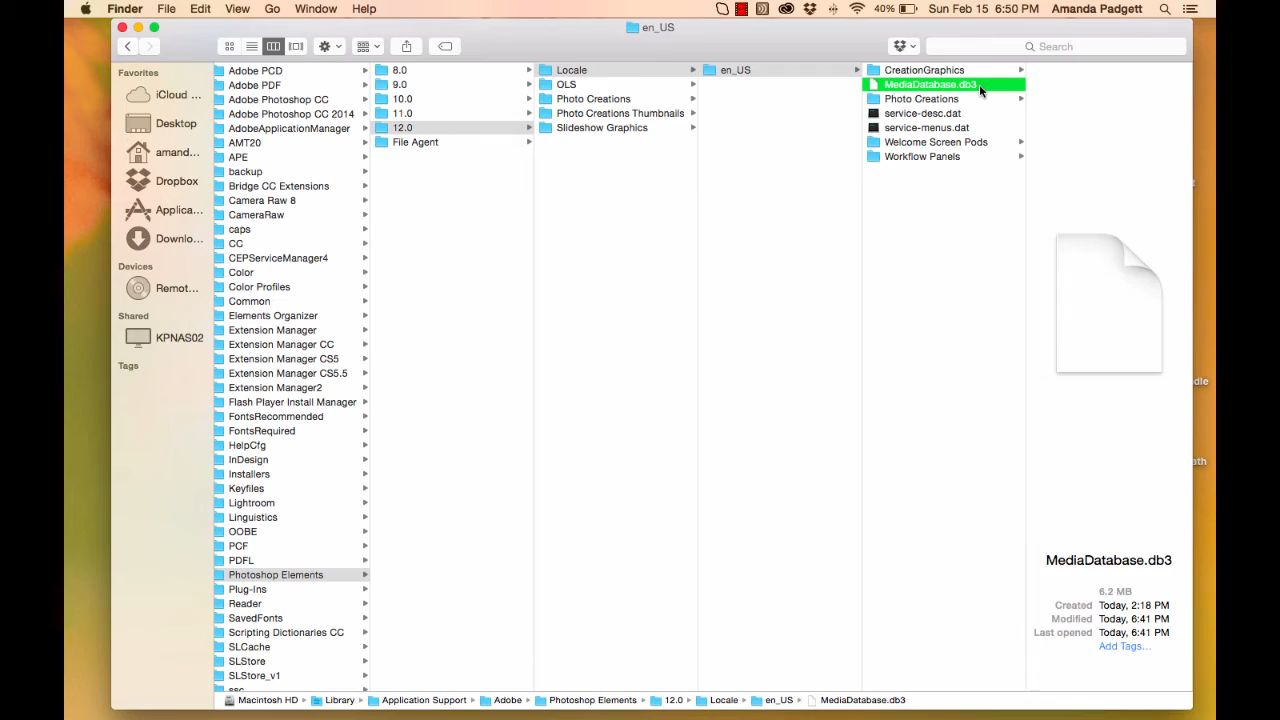 Finder File Edit View Go Window Help 40% Sun Feb 15 6:50 PM Amanda Padgett
en_US
Search
Favorites
iCloud ...
Desktop
amand...
Dropbox
Applica...
Downlo...
Devices
Remot...
Shared
KPNAS02
Tags
Adobe PCD
Adobe PDF
Adobe Photoshop CC
Adobe Photoshop CC 2014
AdobeApplicationManager
AMT20
APE
backup
Bridge CC Extensions
Camera Raw 8
CameraRaw
caps
CC
CEPServiceManager4
Color
Color Profiles
Common
Elements Organizer
Extension Manager
Extension Manager CC
Extension Manager CS5
Extension Manager CS5.5
Extension Manager2
Flash Player Install Manager
FontsRecommended
FontsRequired
HelpCfg
InDesign
Installers
Keyfiles
Lightroom
Linguistics
OOBE
PCF
PDFL
Photoshop Elements
Plug-Ins
Reader
SavedFonts
Scripting Dictionaries CC
SLCache
SLStore
SLStore_v1
8.0
9.0
10.0
11.0
12.0
File Agent
Locale
OLS
Photo Creations
Photo Creations Thumbnails
Slideshow Graphics
en_US
CreationGraphics
MediaDatabase.db3
Photo Creations
service-desc.dat
service-menus.dat
Welcome Screen Pods
Workflow Panels
MediaDatabase.db3
6.2 MB
Created Today, 2:18 PM
Modified Today, 6:41 PM
Last opened Today, 6:41 PM
Add Tags...
Macintosh HD Library Application Support Adobe Photoshop Elements 12.0 Locale en_US MediaDatabase.db3